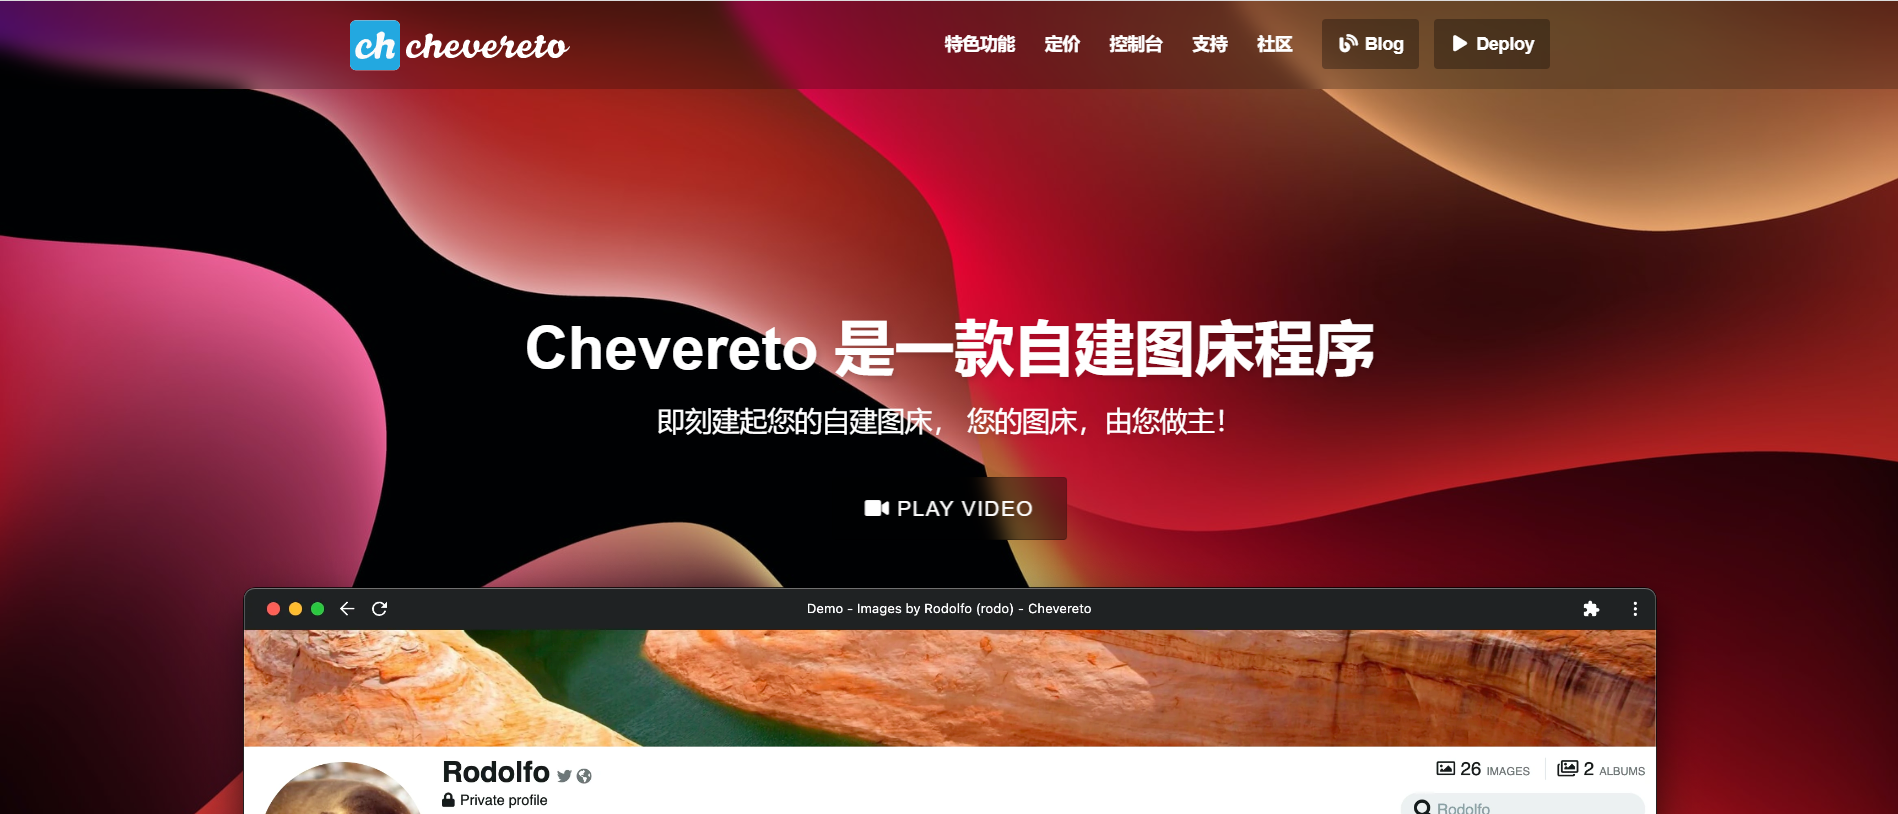 ch chevereto
特色功能 定价 控制台 支持 社区 Blog Deploy
Chevereto 是一款自建图床程序
即刻建起您的自建图床， 您的图床，由您做主！
PLAY VIDEO
Demo - Images by Rodolfo (rodo) - Chevereto
Rodolfo
26 IMAGES 2 ALBUMS
Private profile
Rodolfo